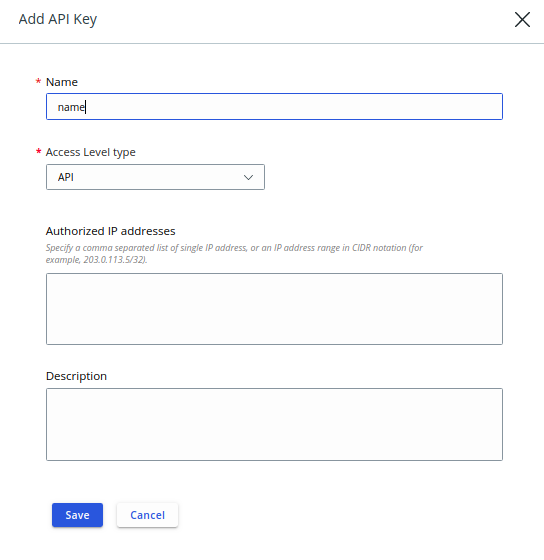 Add API Key
* Name
name
* Access Level type
API
Authorized IP addresses
Specify a comma separated list of single IP address, or an IP address range in CIDR notation (for
example, 203.0.113.5/32).
Description
Save Cancel